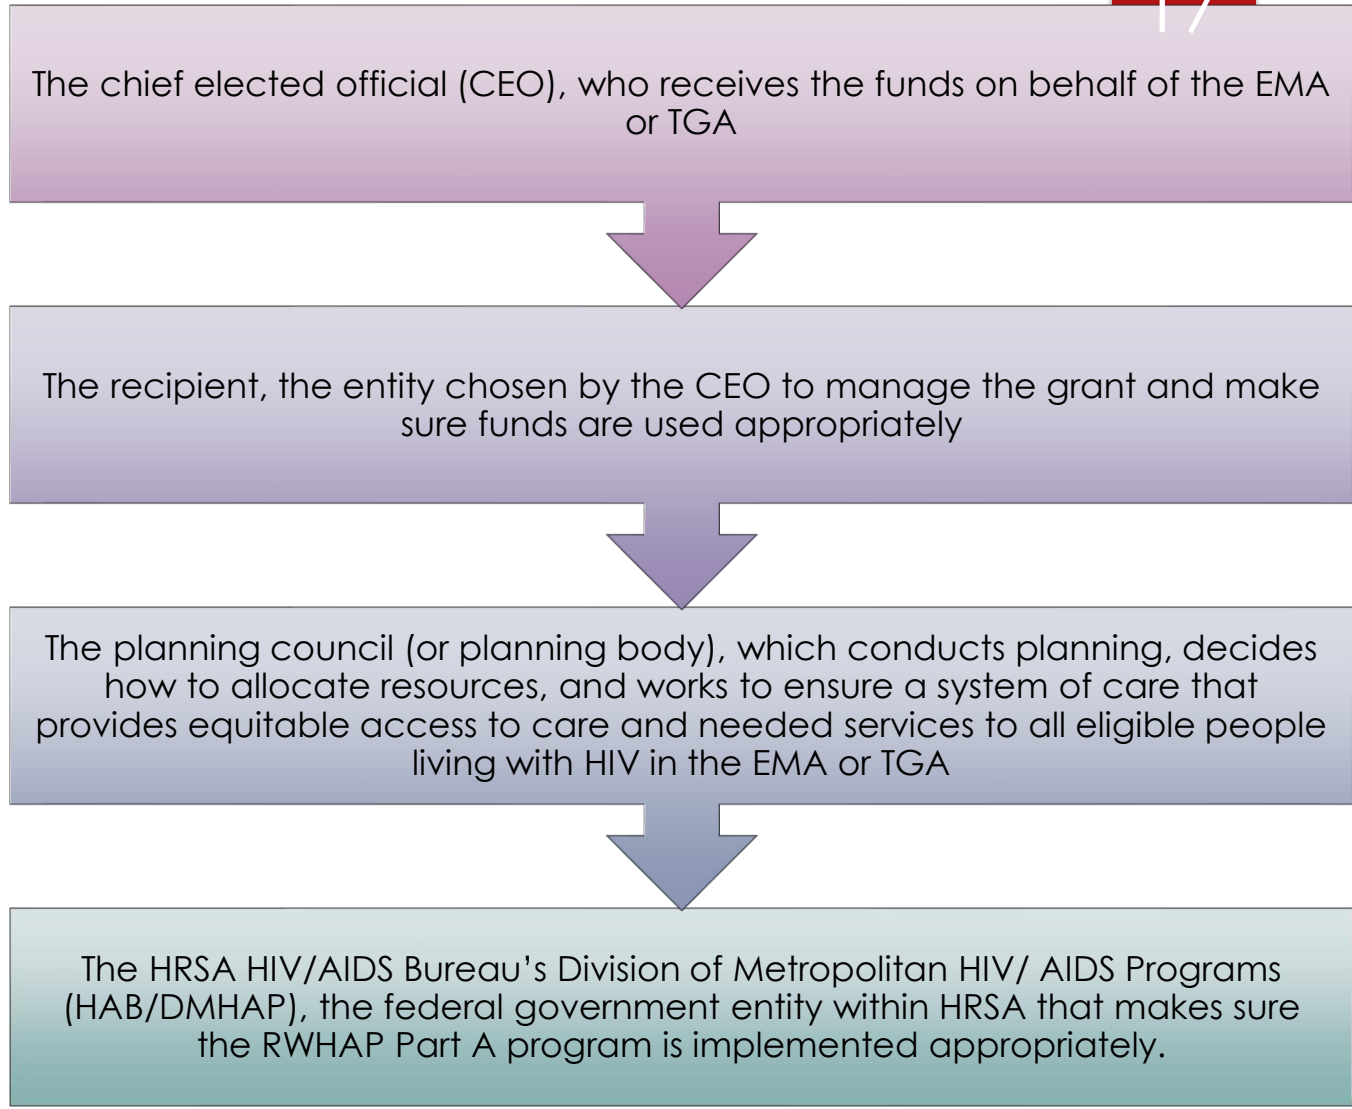 The chief elected official (CEO), who receives the funds on behalf of the EMA
or TGA
The recipient, the entity chosen by the CEO to manage the grant and make
sure funds are used appropriately
The planning council (or planning body), which conducts planning, decides
how to allocate resources, and works to ensure a system of care that
provides equitable access to care and needed services to all eligible people
living with HIV in the EMA or TGA
The HRSA HIV/AIDS Bureau’s Division of Metropolitan HIV/ AIDS Programs
(HAB/DMHAP), the federal government entity within HRSA that makes sure
the RWHAP Part A program is implemented appropriately.